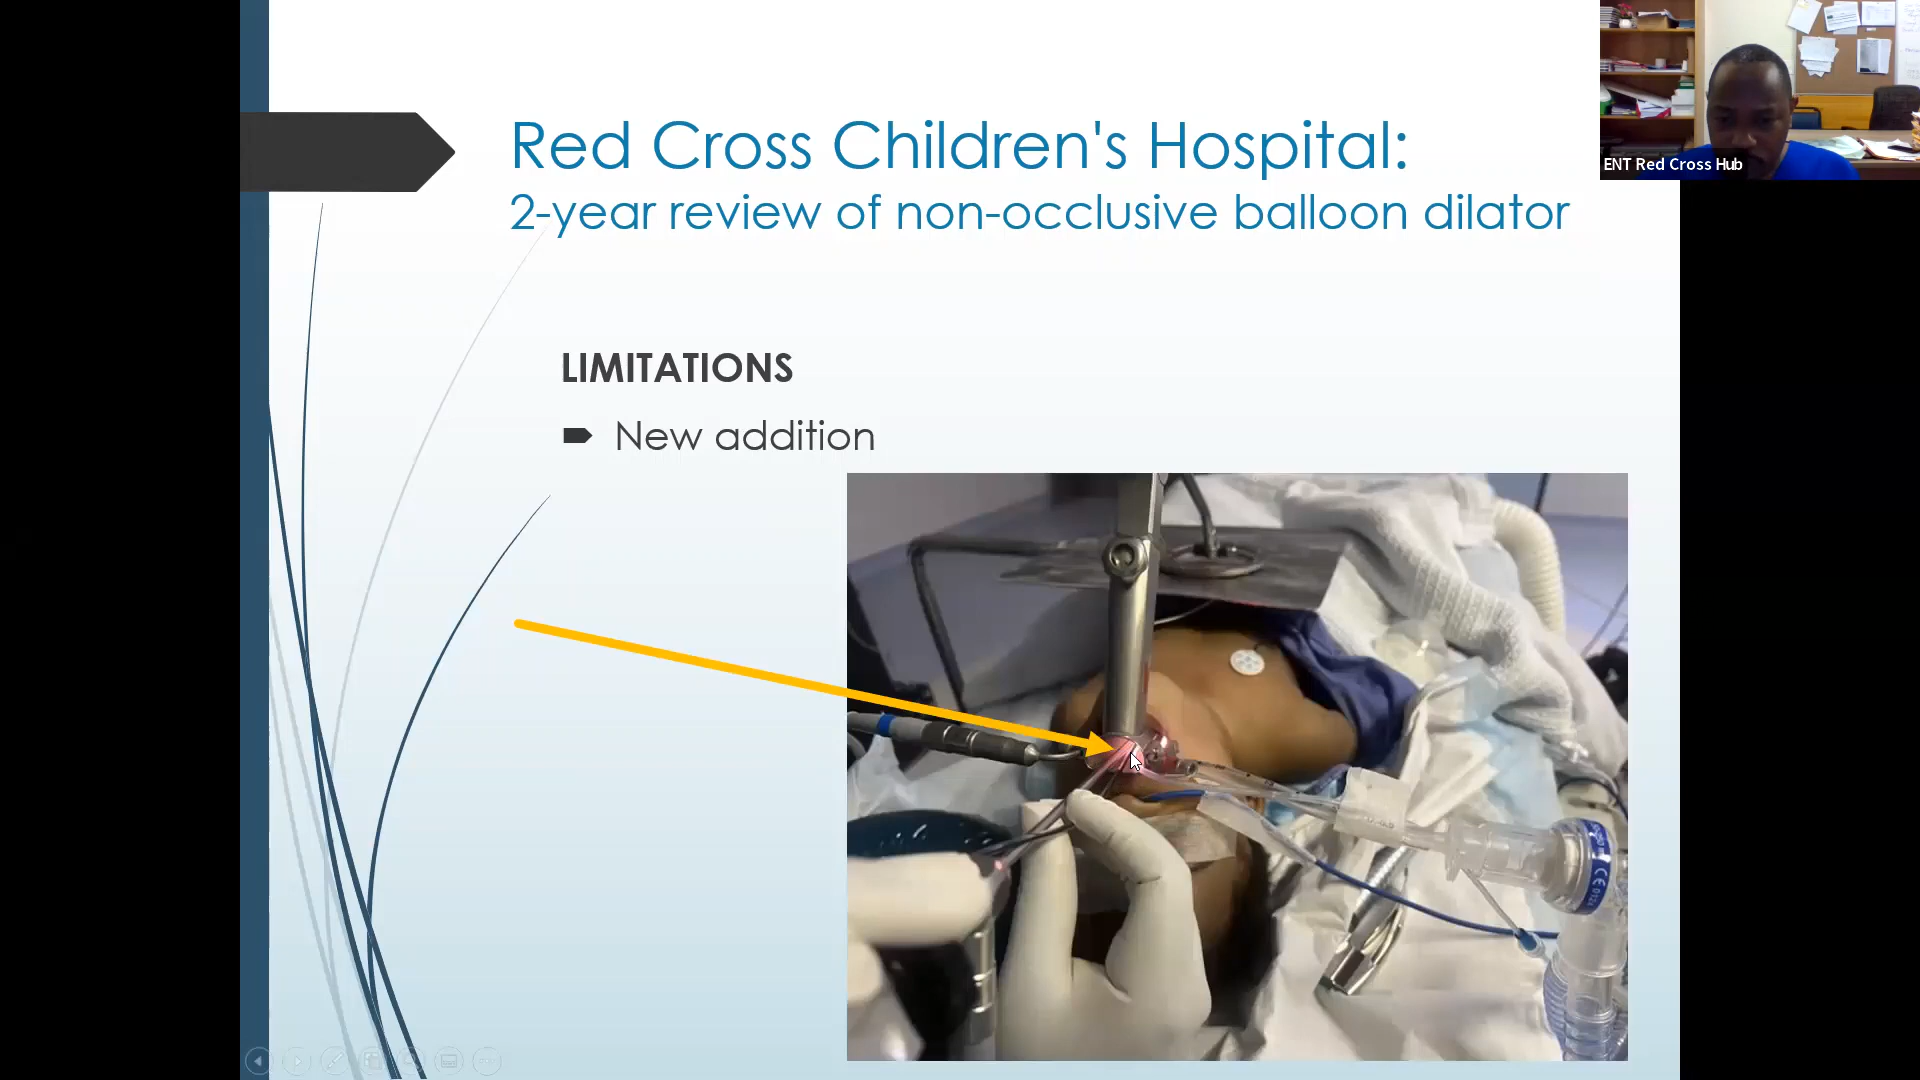 Red Cross Children's Hospital:
2-year review of non-occlusive balloon dilator
ENT Red Cross Hub
LIMITATIONS
New addition